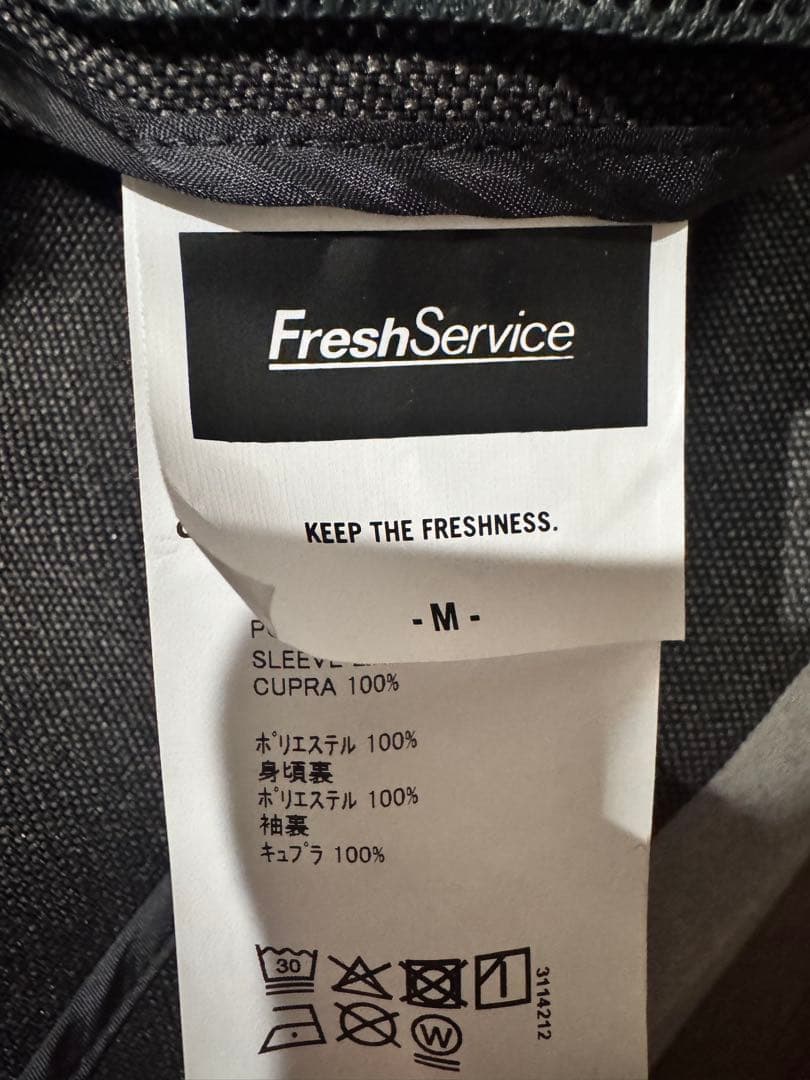 FreshService
KEEP THE FRESHNESS.
- M -
CUPRA 100%
ポリエステル 100%
身頃裏
ポリエステル 100%
袖裏
キュプラ 100%
30
W
3114212